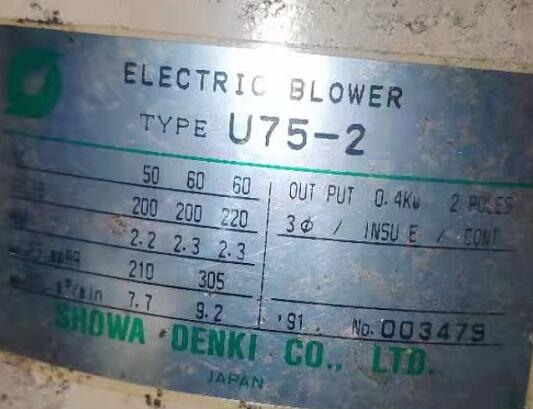 ELECTRIC BLOWER
TYPE U75-2
50 60 60
200 200 220
2.2 2.3 2.3
210 305
m³/min 7.7 9.2
OUT PUT 0.4KW 2 POLES
3Φ / INSU E / CONT
'91 No. 003479
SHOWA DENKI CO., LTD.
JAPAN